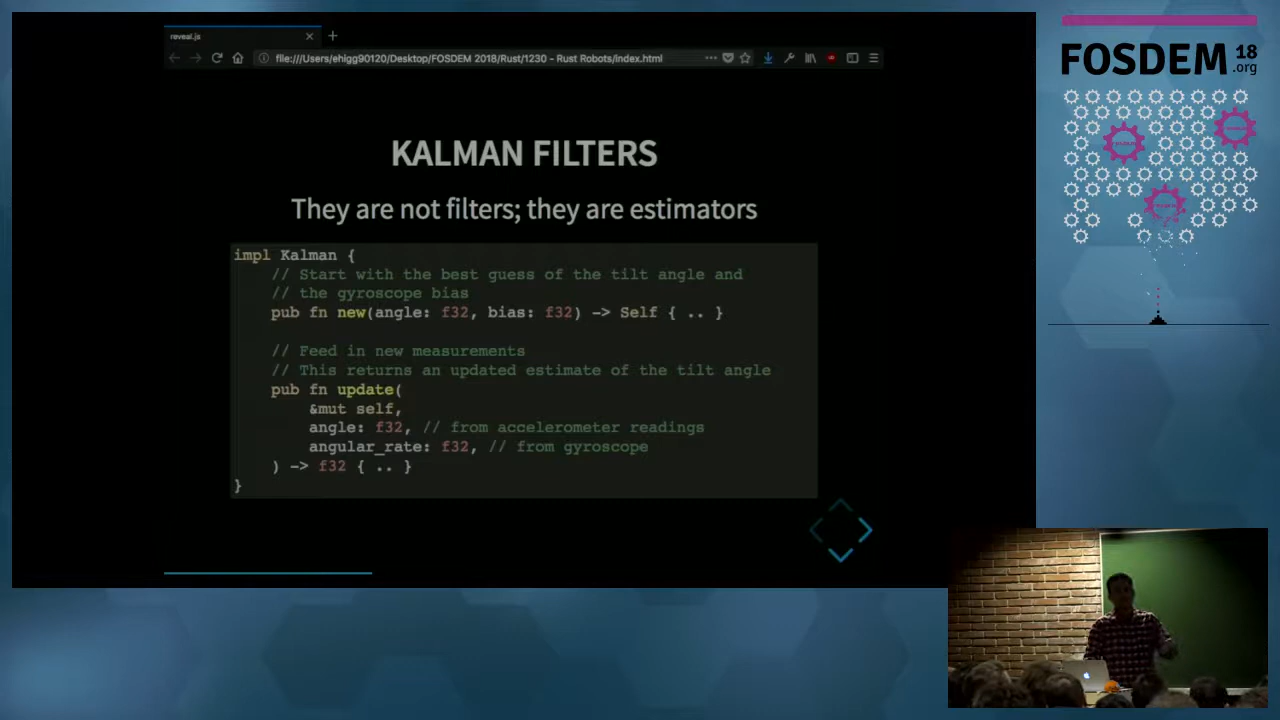 reveal.js
file:///Users/ehigg90120/Desktop/FOSDEM 2018/Rust/1230 - Rust Robots/index.html
KALMAN FILTERS
They are not filters; they are estimators
impl Kalman {
// Start with the best guess of the tilt angle and
// the gyroscope bias
pub fn new(angle: f32, bias: f32) -> Self { .. }
// Feed in new measurements
// This returns an updated estimate of the tilt angle
pub fn update(
&mut self,
angle: f32, // from accelerometer readings
angular_rate: f32, // from gyroscope
) -> f32 { .. }
}
FOSDEM 18
.org